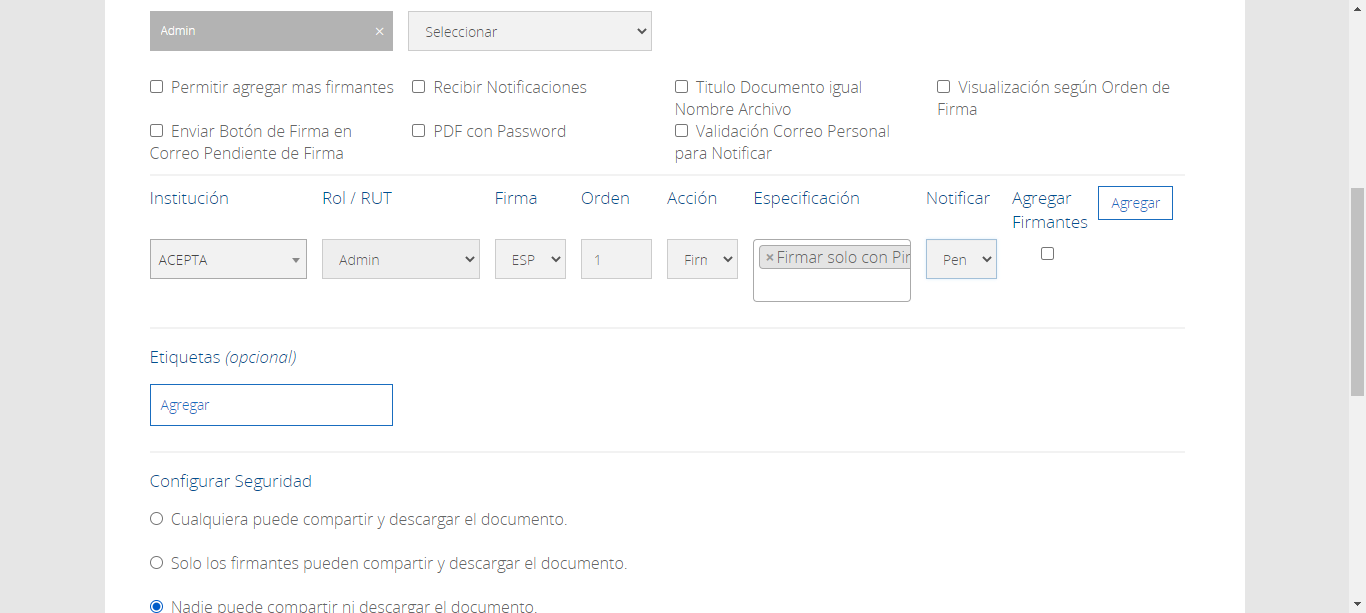 Admin ×
Seleccionar
Permitir agregar mas firmantes
Recibir Notificaciones
Titulo Documento igual
Nombre Archivo
Visualización según Orden de
Firma
Enviar Botón de Firma en
Correo Pendiente de Firma
PDF con Password
Validación Correo Personal
para Notificar
Institución
Rol / RUT
Firma
Orden
Acción
Especificación
Notificar
Agregar
Firmantes
Agregar
ACEPTA
Admin
ESP
1
Firn
×Firmar solo con Pir
Pen
Etiquetas (opcional)
Agregar
Configurar Seguridad
Cualquiera puede compartir y descargar el documento.
Solo los firmantes pueden compartir y descargar el documento.
Nadie puede compartir ni descargar el documento.